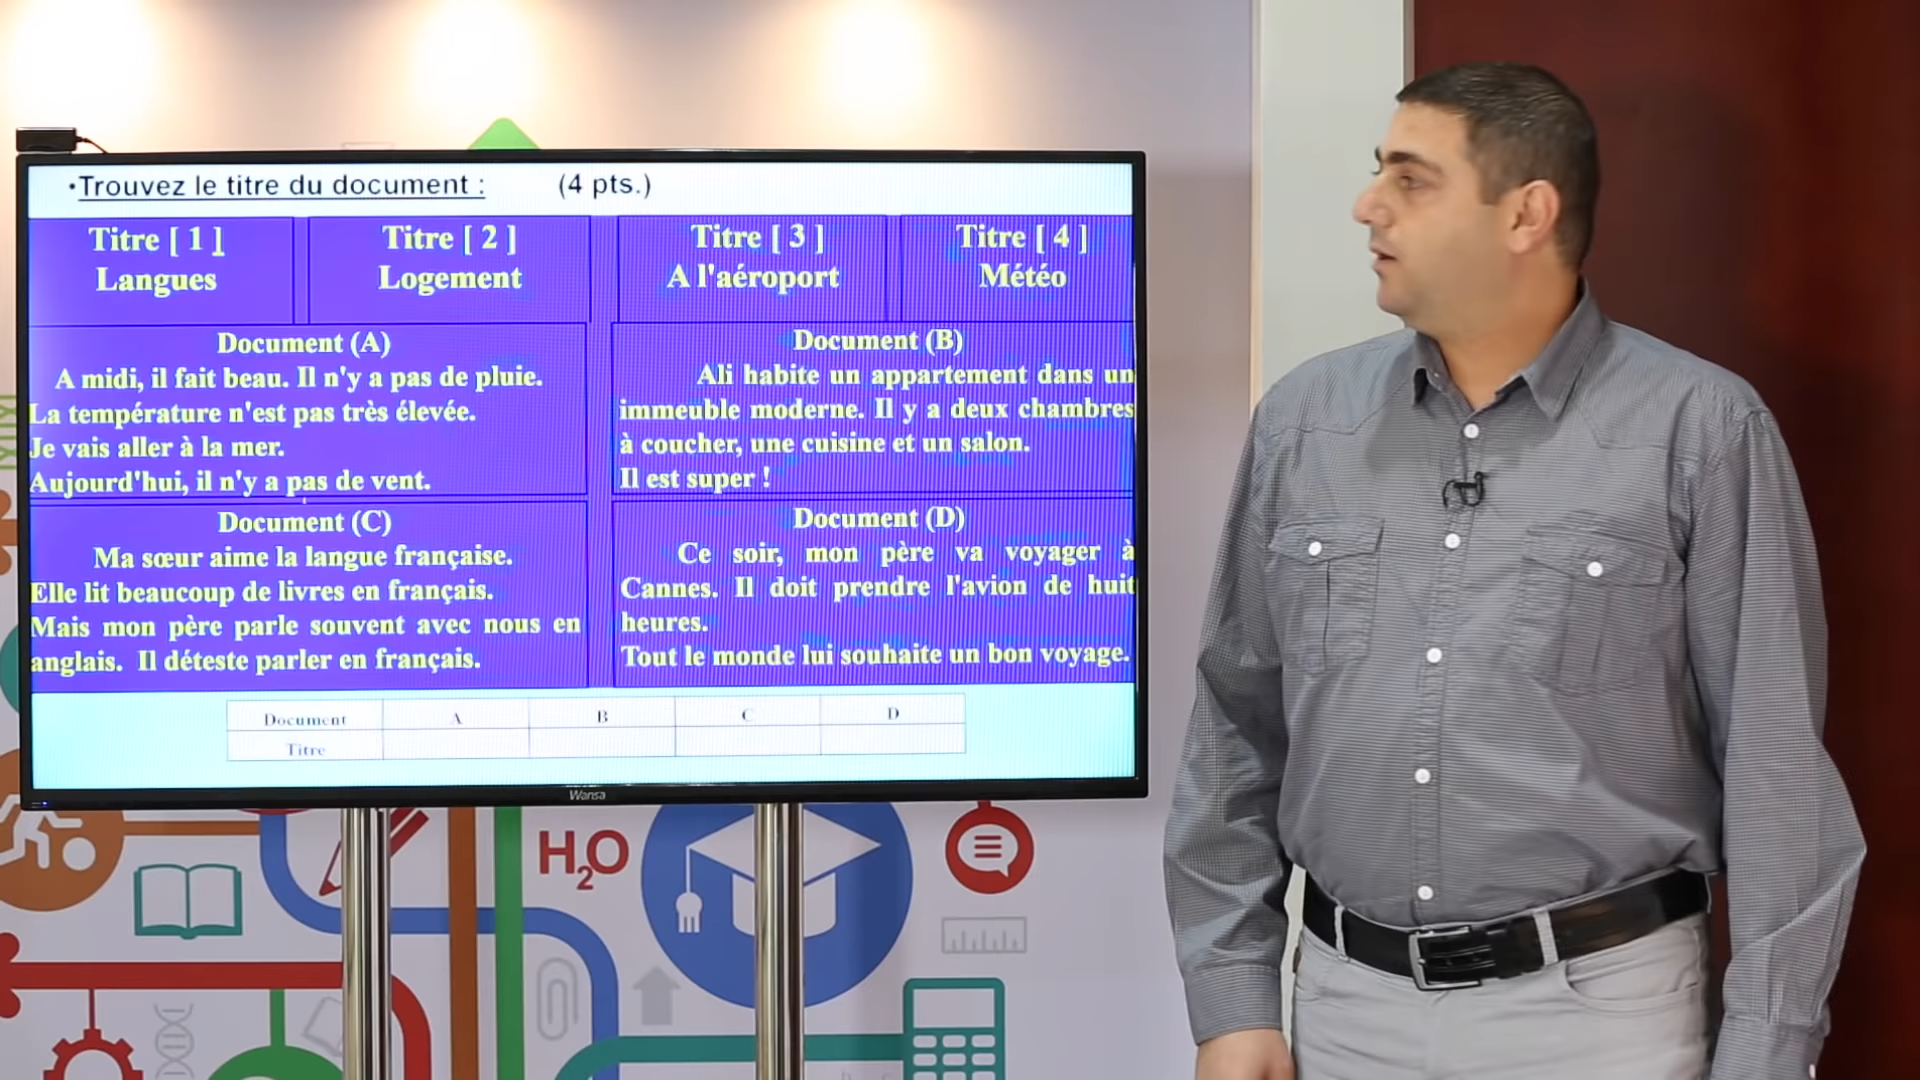 •Trouvez le titre du document : (4 pts.)
Titre [ 1 ]
Langues
Titre [ 2 ]
Logement
Titre [ 3 ]
A l'aéroport
Titre [ 4 ]
Météo
Document (A)
A midi, il fait beau. Il n'y a pas de pluie.
La température n'est pas très élevée.
Je vais aller à la mer.
Aujourd'hui, il n'y a pas de vent.
Document (B)
Ali habite un appartement dans un
immeuble moderne. Il y a deux chambres
à coucher, une cuisine et un salon.
Il est super !
Document (C)
Ma sœur aime la langue française.
Elle lit beaucoup de livres en français.
Mais mon père parle souvent avec nous en
anglais. Il déteste parler en français.
Document (D)
Ce soir, mon père va voyager à
Cannes. Il doit prendre l'avion de huit
heures.
Tout le monde lui souhaite un bon voyage.
Document A B C D
Titre
Wansa
H2O